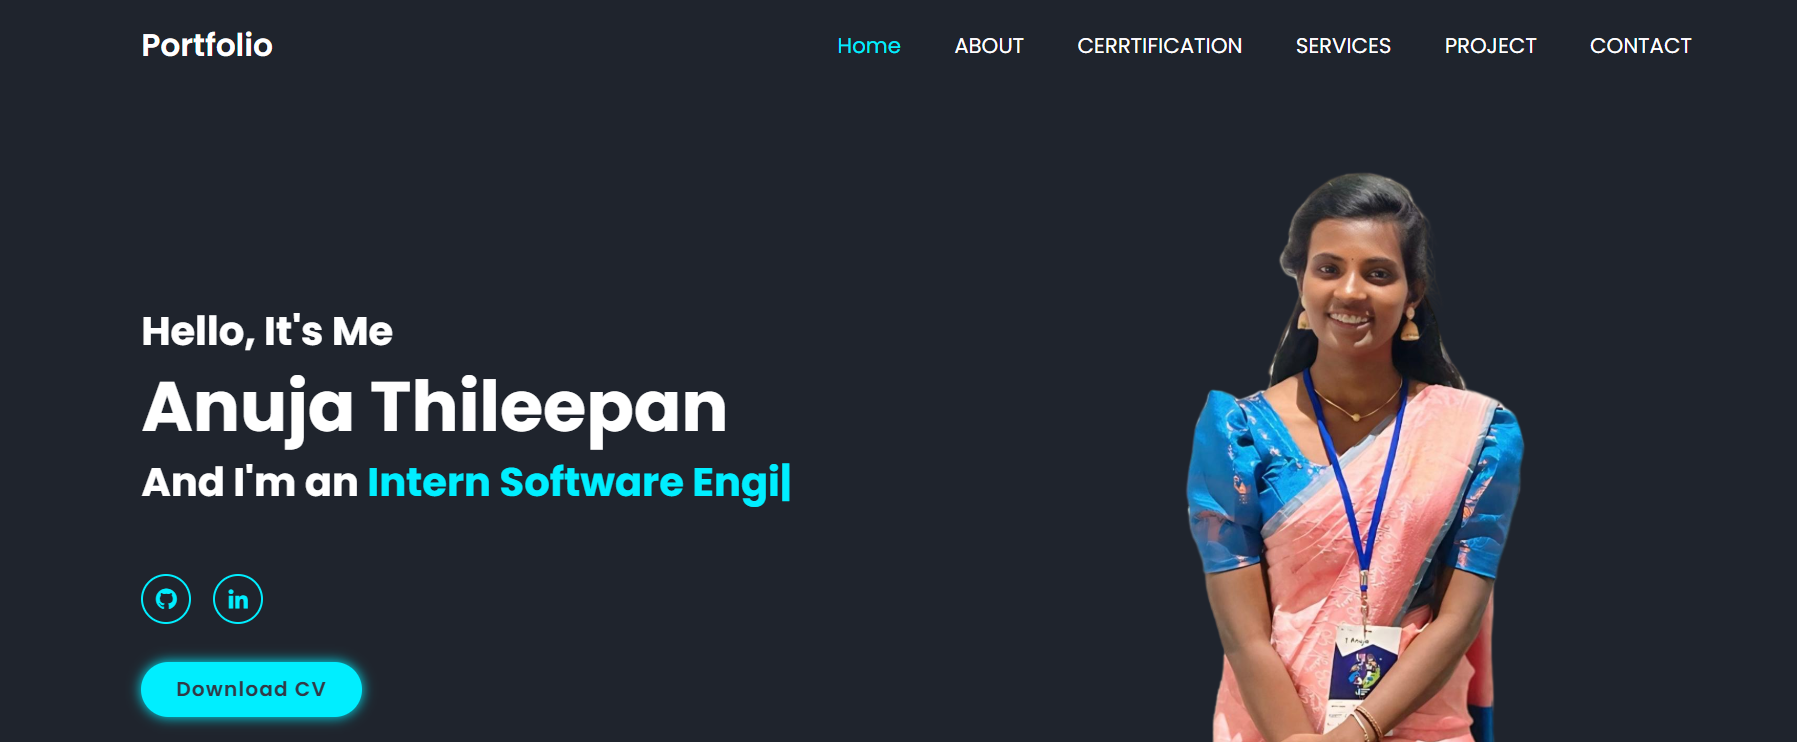 Portfolio
Home ABOUT CERRTIFICATION SERVICES PROJECT CONTACT
Hello, It's Me
Anuja Thileepan
And I'm an Intern Software Engi|
in
Download CV
T. Anuja